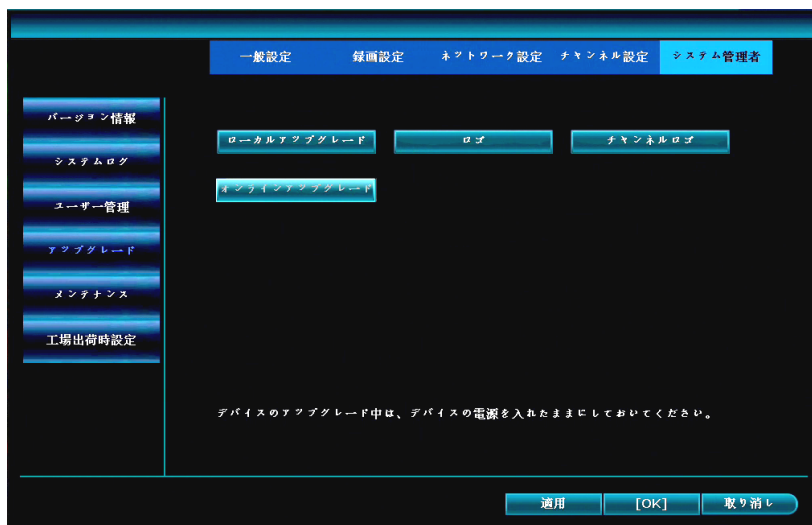 一般設定 録画設定 ネットワーク設定 チャンネル設定 システム管理者
バージョン情報
ローカルアップグレード ロゴ チャンネルロゴ
システムログ
オンラインアップグレード
ユーザー管理
アップグレード
メンテナンス
工場出荷時設定
デバイスのアップグレード中は、デバイスの電源を入れたままにしておいてください。
適用 [OK] 取り消し